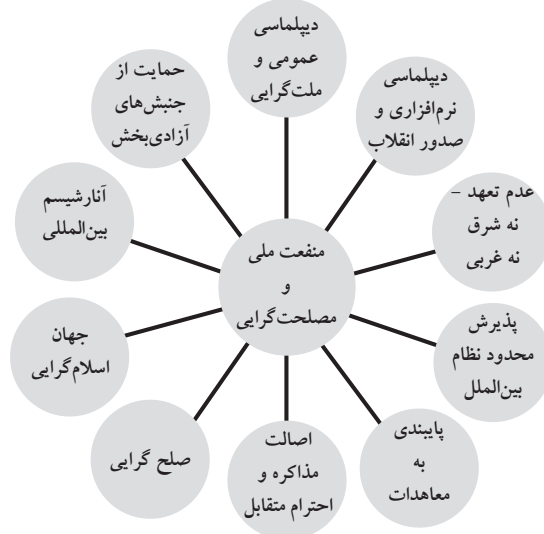 دیپلماسی
عمومی و
ملت‌گرایی
دیپلماسی
نرم‌افزاری و
صدور انقلاب
عدم تعهد –
نه شرق
نه غربی
پذیرش
محدود نظام
بین‌الملل
پایبندی
به
معاهدات
اصالت
مذاکره و
احترام متقابل
صلح گرایی
جهان
اسلام‌گرایی
آنارشیسم
بین‌المللی
حمایت از
جنبش‌های
آزادی‌بخش
منفعت ملی
و
مصلحت‌گرایی